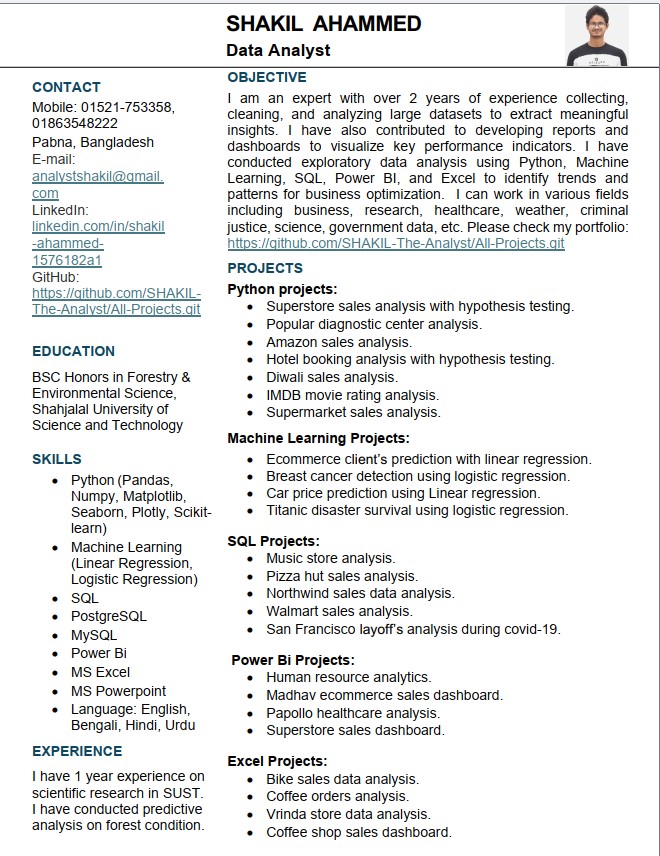 SHAKIL AHAMMED
Data Analyst
CONTACT
Mobile: 01521-753358,
01863548222
Pabna, Bangladesh
E-mail:
analystshakil@gmail.
com
LinkedIn:
linkedin.com/in/shakil
-ahammed-
1576182a1
GitHub:
https://github.com/SHAKIL-
The-Analyst/All-Projects.git
EDUCATION
BSC Honors in Forestry &
Environmental Science,
Shahjalal University of
Science and Technology
SKILLS
• Python (Pandas,
Numpy, Matplotlib,
Seaborn, Plotly, Scikit-
learn)
• Machine Learning
(Linear Regression,
Logistic Regression)
• SQL
• PostgreSQL
• MySQL
• Power Bi
• MS Excel
• MS Powerpoint
• Language: English,
Bengali, Hindi, Urdu
EXPERIENCE
I have 1 year experience on
scientific research in SUST.
I have conducted predictive
analysis on forest condition.
OBJECTIVE
I am an expert with over 2 years of experience collecting,
cleaning, and analyzing large datasets to extract meaningful
insights. I have also contributed to developing reports and
dashboards to visualize key performance indicators. I have
conducted exploratory data analysis using Python, Machine
Learning, SQL, Power BI, and Excel to identify trends and
patterns for business optimization. I can work in various fields
including business, research, healthcare, weather, criminal
justice, science, government data, etc. Please check my portfolio:
https://github.com/SHAKIL-The-Analyst/All-Projects.git
PROJECTS
Python projects:
• Superstore sales analysis with hypothesis testing.
• Popular diagnostic center analysis.
• Amazon sales analysis.
• Hotel booking analysis with hypothesis testing.
• Diwali sales analysis.
• IMDB movie rating analysis.
• Supermarket sales analysis.
Machine Learning Projects:
• Ecommerce client's prediction with linear regression.
• Breast cancer detection using logistic regression.
• Car price prediction using Linear regression.
• Titanic disaster survival using logistic regression.
SQL Projects:
• Music store analysis.
• Pizza hut sales analysis.
• Northwind sales data analysis.
• Walmart sales analysis.
• San Francisco layoff's analysis during covid-19.
Power Bi Projects:
• Human resource analytics.
• Madhav ecommerce sales dashboard.
• Papollo healthcare analysis.
• Superstore sales dashboard.
Excel Projects:
• Bike sales data analysis.
• Coffee orders analysis.
• Vrinda store data analysis.
• Coffee shop sales dashboard.